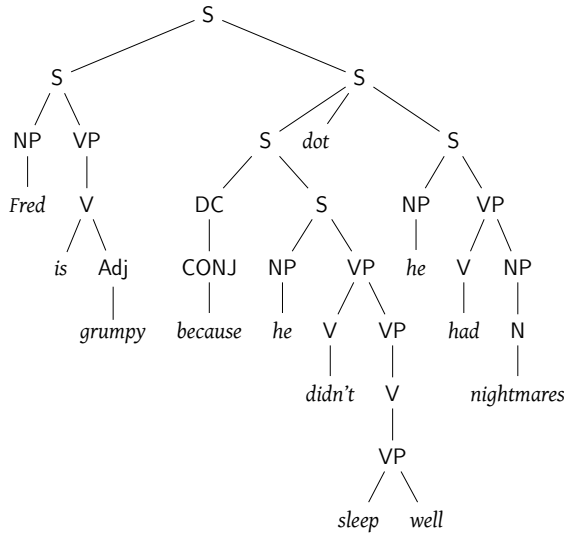 S
S S
NP VP S dot S
Fred V DC S NP VP
is Adj CONJ NP VP he V NP
grumpy because he V VP had N
didn't V nightmares
VP
sleep well